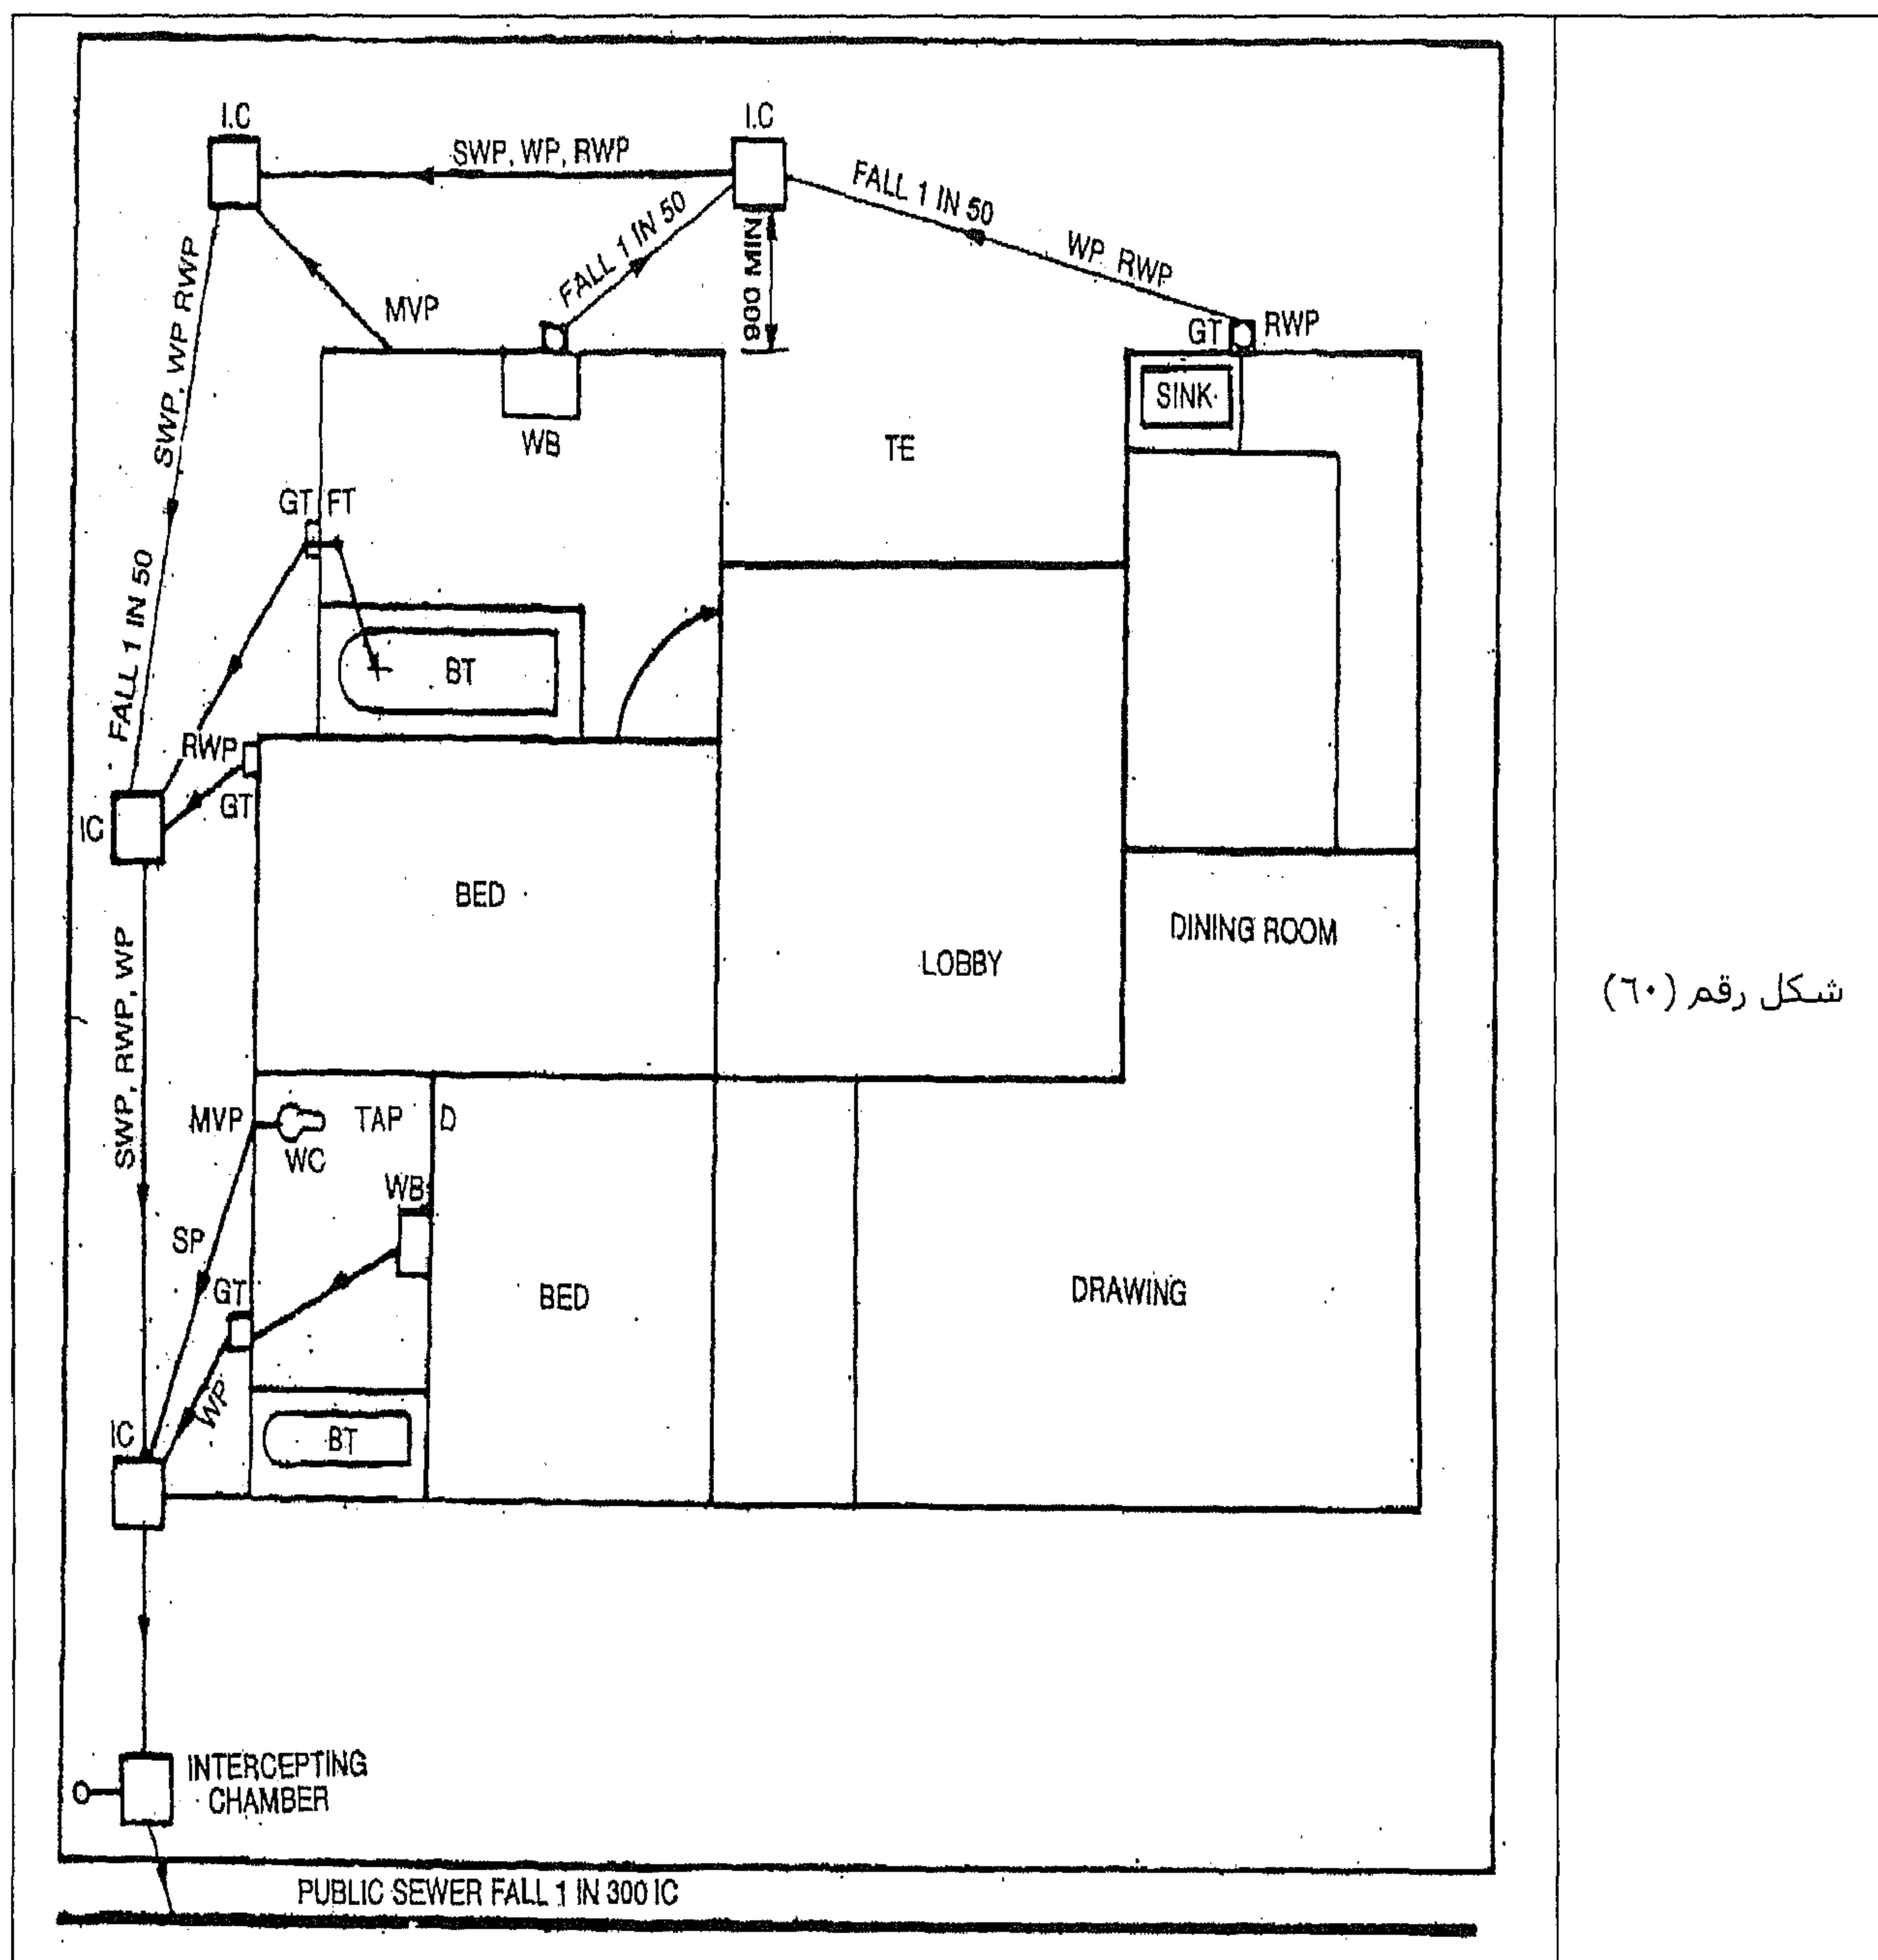 I.C
I.C
SWP, WP, RWP
FALL 1 IN 50
WP RWP
FALL 1 IN 50
900 MIN
MVP
SWP, WP RWP
FALL 1 IN 50
GT
RWP
SINK
WB
TE
GT FT
BT
RWP
GT
IC
BED
DINING ROOM
LOBBY
SWP, RWP, WP
شكل رقم (٦٠)
MVP
TAP
D
WC
WB
SP
GT
BED
DRAWING
WP
IC
BT
INTERCEPTING
CHAMBER
PUBLIC SEWER FALL 1 IN 300 IC